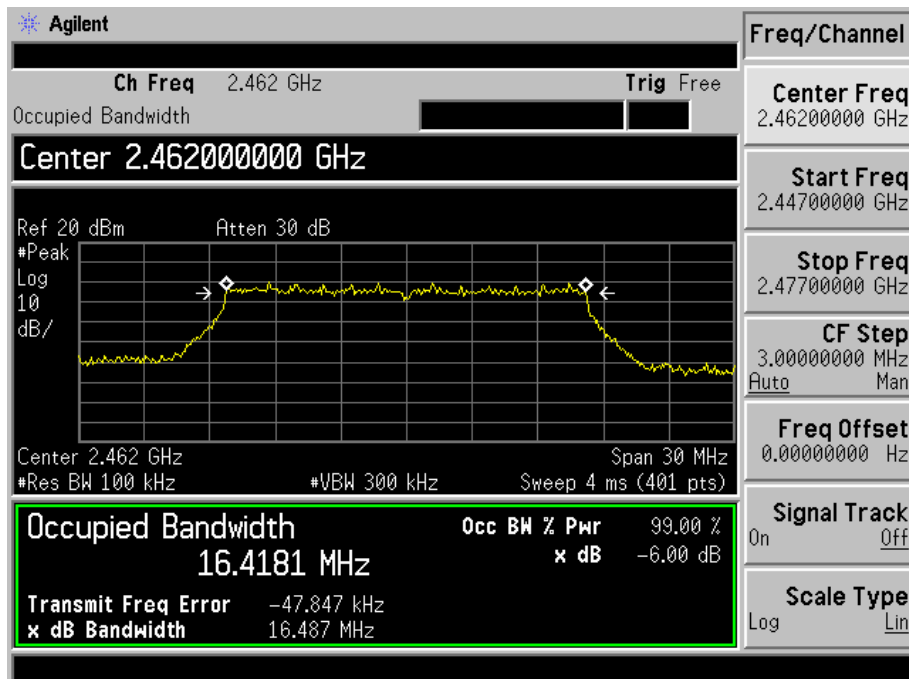 Agilent
Ch Freq 2.462 GHz Trig Free
Occupied Bandwidth
Center 2.462000000 GHz
Ref 20 dBm Atten 30 dB
#Peak
Log
10
dB/
Center 2.462 GHz Span 30 MHz
#Res BW 100 kHz #VBW 300 kHz Sweep 4 ms (401 pts)
Occupied Bandwidth Occ BW % Pwr 99.00 %
16.4181 MHz x dB -6.00 dB
Transmit Freq Error -47.847 kHz
x dB Bandwidth 16.487 MHz
Freq/Channel
Center Freq
2.46200000 GHz
Start Freq
2.44700000 GHz
Stop Freq
2.47700000 GHz
CF Step
3.00000000 MHz
Auto Man
Freq Offset
0.00000000 Hz
Signal Track
On Off
Scale Type
Log Lin